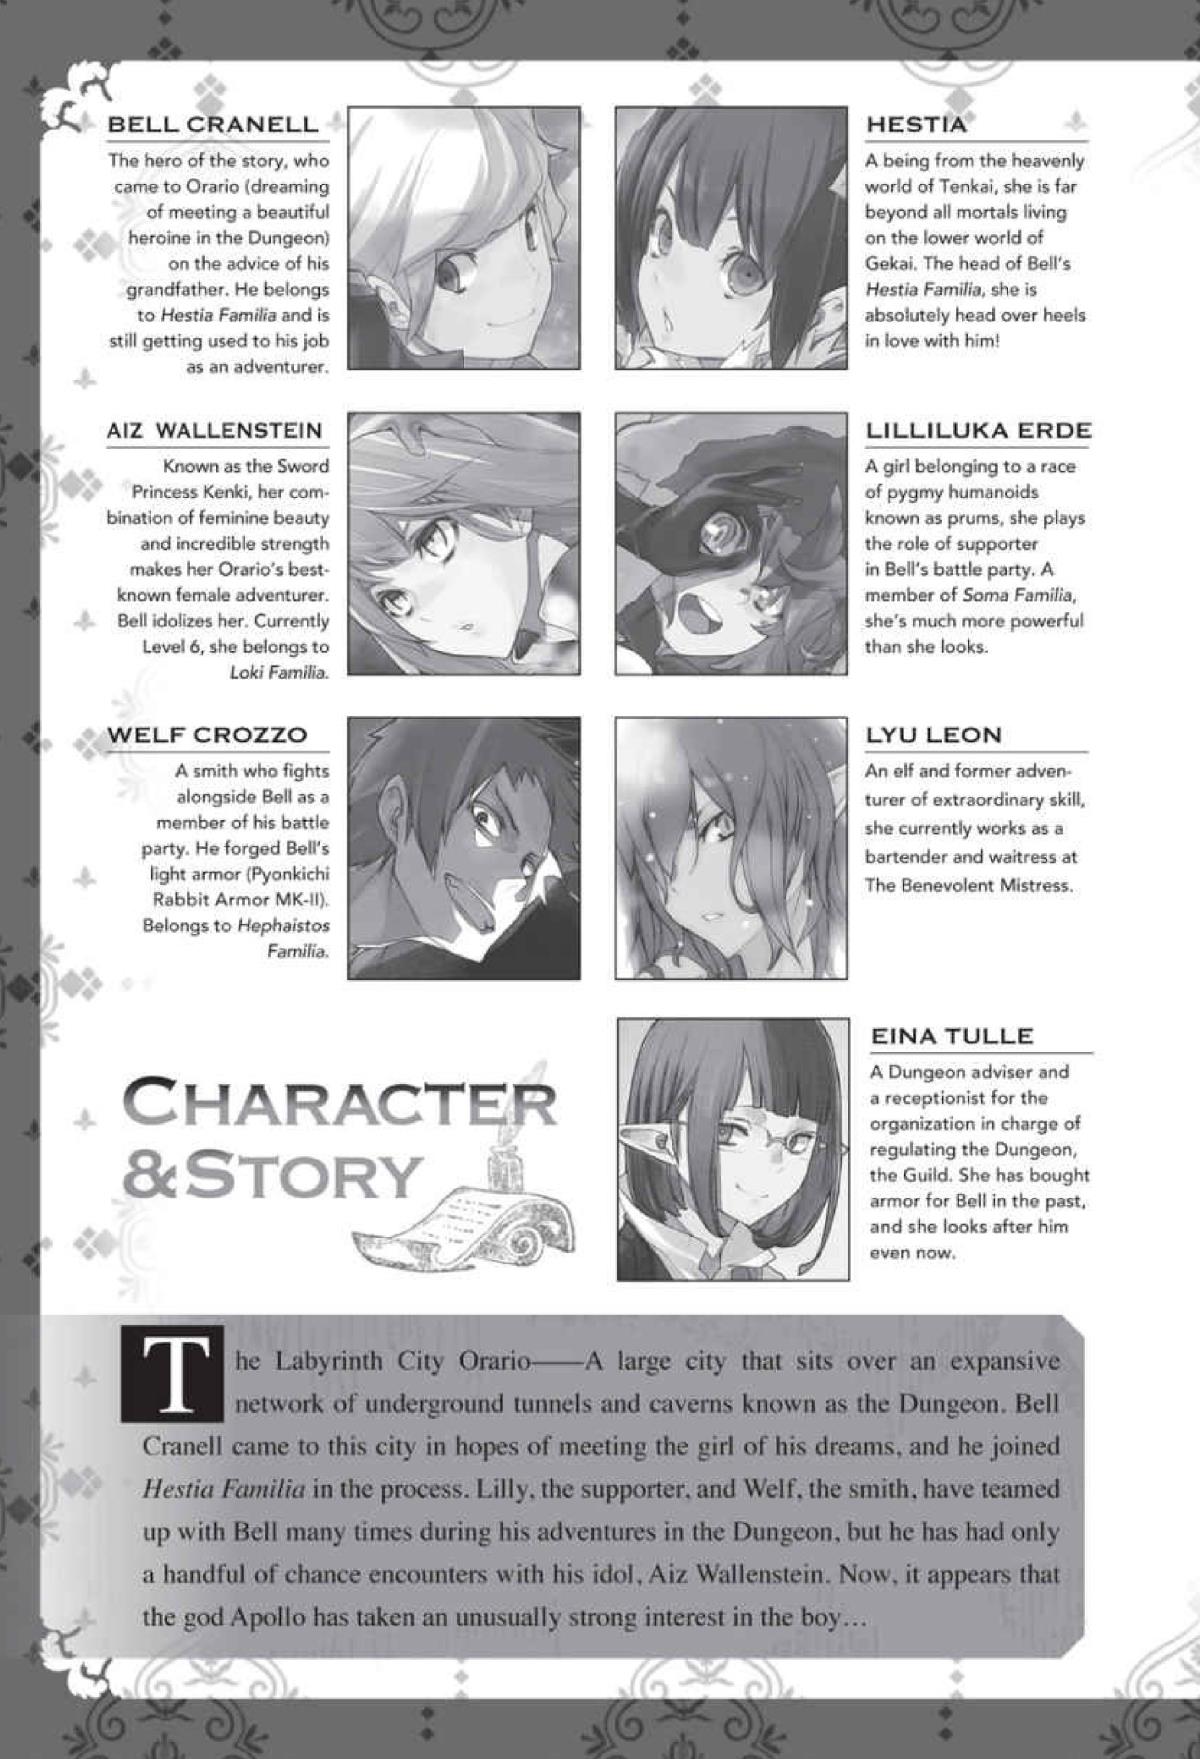 BELL CRANELL
The hero of the story, who
came to Orario (dreaming
of meeting a beautiful
heroine in the Dungeon)
on the advice of his
grandfather. He belongs
to Hestia Familia and is
still getting used to his job
as an adventurer.
HESTIA
A being from the heavenly
world of Tenkai, she is far
beyond all mortals living
on the lower world of
Gekai. The head of Bell's
Hestia Familia, she is
absolutely head over heels
in love with him!
AIZ WALLENSTEIN
Known as the Sword
Princess Kenki, her com-
bination of feminine beauty
and incredible strength
makes her Orario's best-
known female adventurer.
Bell idolizes her. Currently
Level 6, she belongs to
Loki Familia.
LILLILUKA ERDE
A girl belonging to a race
of pygmy humanoids
known as prums, she plays
the role of supporter
in Bell's battle party. A
member of Soma Familia,
she's much more powerful
than she looks.
WELF CROZZO
A smith who fights
alongside Bell as a
member of his battle
party. He forged Bell's
light armor (Pyonkichi
Rabbit Armor MK-II).
Belongs to Hephaistos
Familia.
LYU LEON
An elf and former adven-
turer of extraordinary skill,
she currently works as a
bartender and waitress at
The Benevolent Mistress.
EINA TULLE
A Dungeon adviser and
a receptionist for the
organization in charge of
regulating the Dungeon,
the Guild. She has bought
armor for Bell in the past,
and she looks after him
even now.
CHARACTER
&STORY
The Labyrinth City Orario——A large city that sits over an expansive
network of underground tunnels and caverns known as the Dungeon. Bell
Cranell came to this city in hopes of meeting the girl of his dreams, and he joined
Hestia Familia in the process. Lilly, the supporter, and Welf, the smith, have teamed
up with Bell many times during his adventures in the Dungeon, but he has had only
a handful of chance encounters with his idol, Aiz Wallenstein. Now, it appears that
the god Apollo has taken an unusually strong interest in the boy…